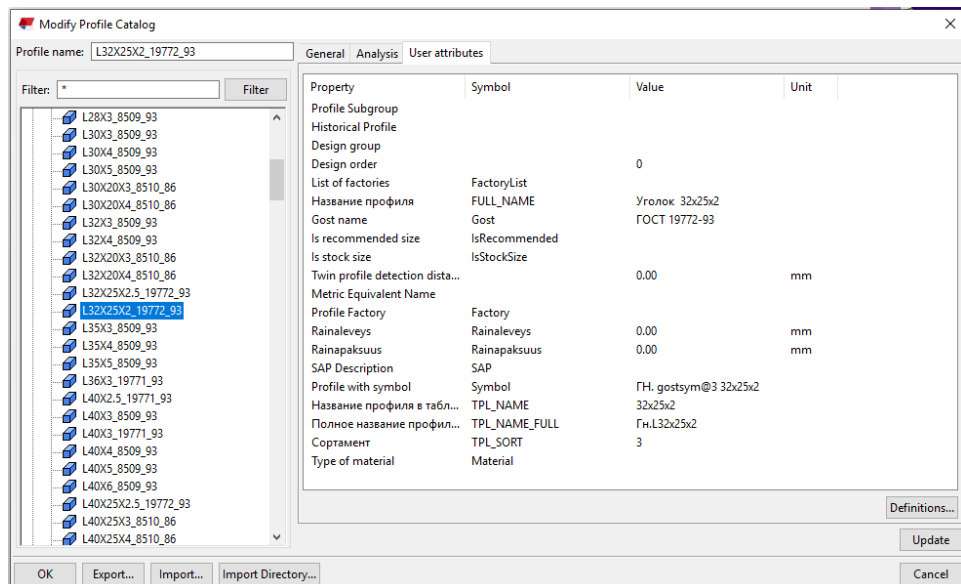 Modify Profile Catalog
Profile name: L32X25X2_19772_93
General Analysis User attributes
Filter: * Filter
L28X3_8509_93
L30X3_8509_93
L30X4_8509_93
L30X5_8509_93
L30X20X3_8510_86
L30X20X4_8510_86
L32X3_8509_93
L32X4_8509_93
L32X20X3_8510_86
L32X20X4_8510_86
L32X25X2.5_19772_93
L32X25X2_19772_93
L35X3_8509_93
L35X4_8509_93
L35X5_8509_93
L36X3_19771_93
L40X2.5_19771_93
L40X3_8509_93
L40X3_19771_93
L40X4_8509_93
L40X5_8509_93
L40X6_8509_93
L40X25X2.5_19772_93
L40X25X3_8510_86
L40X25X4_8510_86
Property Symbol Value Unit
Profile Subgroup
Historical Profile
Design group
Design order 0
List of factories FactoryList
Название профиля FULL_NAME Уголок 32x25x2
Gost name Gost ГОСТ 19772-93
Is recommended size IsRecommended
Is stock size IsStockSize
Twin profile detection dista... 0.00 mm
Metric Equivalent Name
Profile Factory Factory
Rainaleveys Rainaleveys 0.00 mm
Rainapaksuus Rainapaksuus 0.00 mm
SAP Description SAP
Profile with symbol Symbol ГН. gostsym@3 32x25x2
Название профиля в табл... TPL_NAME 32x25x2
Полное название профил... TPL_NAME_FULL Гн.L32x25x2
Сортамент TPL_SORT 3
Type of material Material
Definitions...
Update
OK Export... Import... Import Directory... Cancel